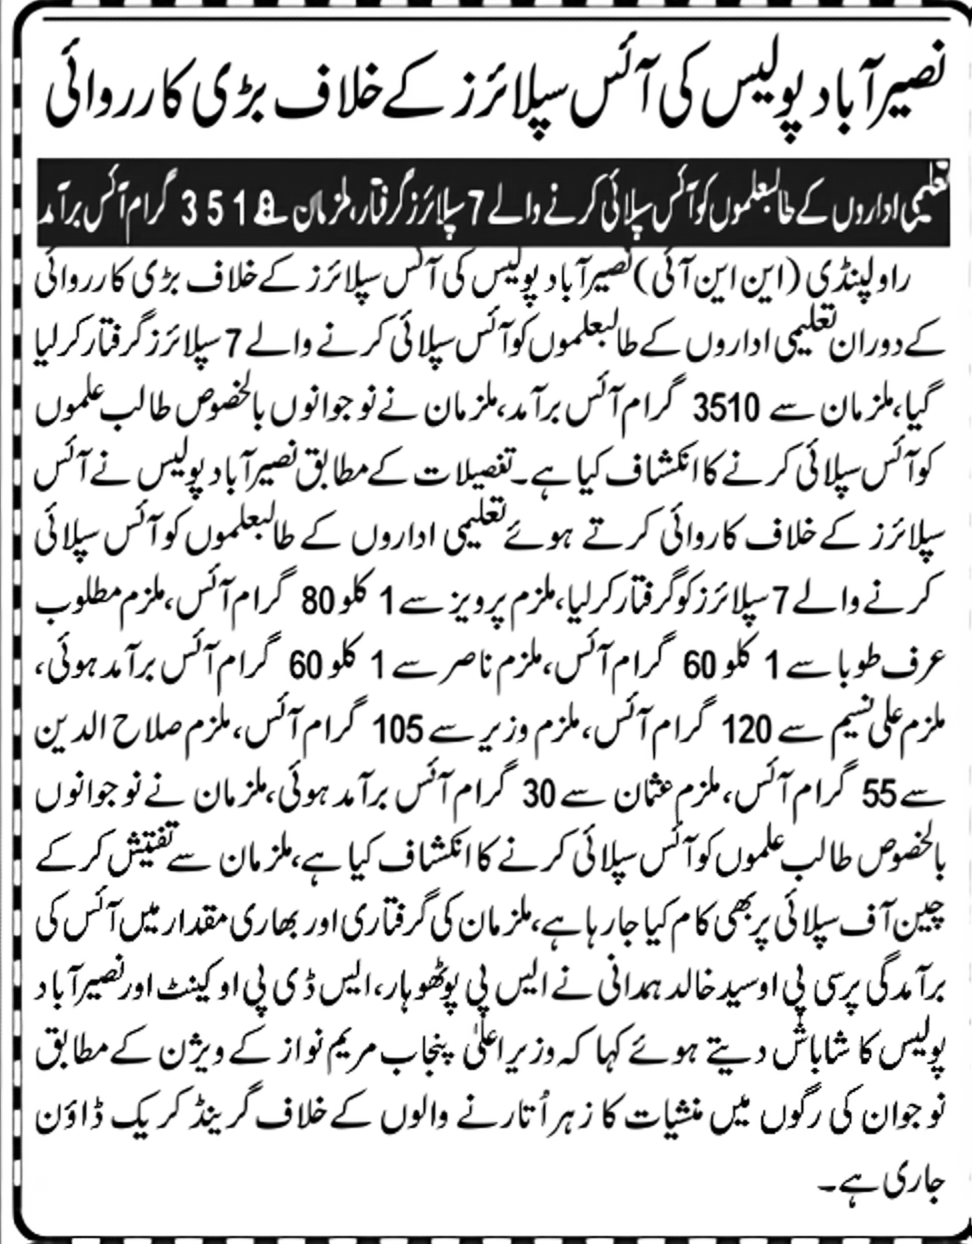 نصیرآباد پولیس کی آئس سپلائرز کے خلاف بڑی کارروائی
تعلیمی اداروں کے طالبعلموں کو آئس سپلائی کرنے والے 7 سپلائرز گرفتار، ملزمان سے گرام آئس برآمد
راولپنڈی (این این آئی) نصیرآباد پولیس کی آئس سپلائرز کے خلاف بڑی کارروائی
کے دوران تعلیمی اداروں کے طالبعلموں کو آئس سپلائی کرنے والے 7 سپلائرز گرفتار کرلیا
گیا، ملزمان سے 3510 گرام آئس برآمد، ملزمان نے نوجوانوں بالخصوص طالب علموں
کو آئس سپلائی کرنے کا انکشاف کیا ہے۔ تفصیلات کے مطابق نصیرآباد پولیس نے آئس
سپلائرز کے خلاف کاروائی کرتے ہوئے تعلیمی اداروں کے طالبعلموں کو آئس سپلائی
کرنے والے 7 سپلائرز کو گرفتار کرلیا، ملزم پرویز سے 1 کلو 80 گرام آئس، ملزم مطلوب
عرف طوبا سے 1 کلو 60 گرام آئس، ملزم ناصر سے 1 کلو 60 گرام آئس برآمد ہوئی،
ملزم علی نسیم سے 120 گرام آئس، ملزم وزیر سے 105 گرام آئس، ملزم صلاح الدین
سے 55 گرام آئس، ملزم عثمان سے 30 گرام آئس برآمد ہوئی، ملزمان نے نوجوانوں
بالخصوص طالب علموں کو آئس سپلائی کرنے کا انکشاف کیا ہے، ملزمان سے تفتیش کرکے
چین آف سپلائی پر بھی کام کیا جارہا ہے، ملزمان کی گرفتاری اور بھاری مقدار میں آئس کی
برآمدگی پر سی پی او سید خالد ہمدانی نے ایس پی پوٹھوہار، ایس ڈی پی او کینٹ اور نصیرآباد
پولیس کا شاباش دیتے ہوئے کہا کہ وزیراعلیٰ پنجاب مریم نواز کے ویژن کے مطابق
نوجوان کی رگوں میں منشیات کا زہر اُتارنے والوں کے خلاف گرینڈ کریک ڈاؤن
جاری ہے۔